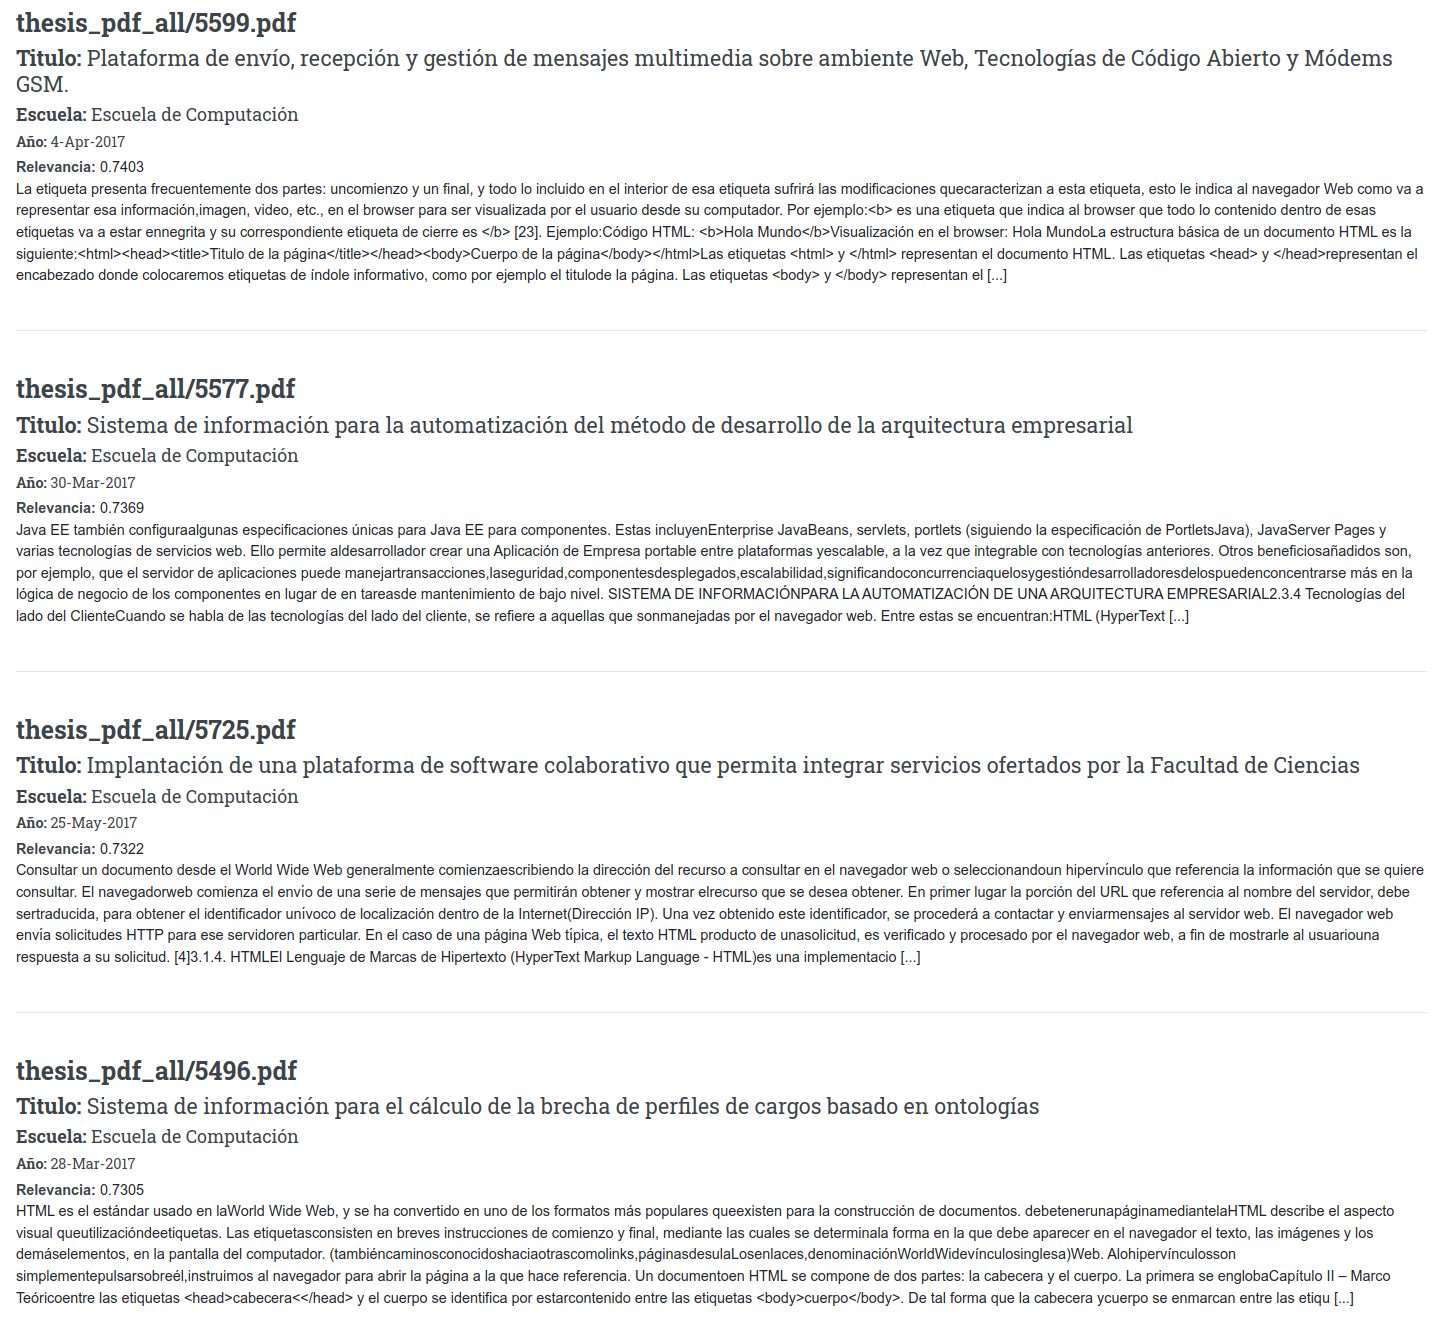 thesis_pdf_all/5599.pdf
Titulo: Plataforma de envío, recepción y gestión de mensajes multimedia sobre ambiente Web, Tecnologías de Código Abierto y Módems
GSM.
Escuela: Escuela de Computación
Año: 4-Apr-2017
Relevancia: 0.7403
La etiqueta presenta frecuentemente dos partes: uncomienzo y un final, y todo lo incluido en el interior de esa etiqueta sufrirá las modificaciones quecaracterizan a esta etiqueta, esto le indica al navegador Web como va a
representar esa información,imagen, video, etc., en el browser para ser visualizada por el usuario desde su computador. Por ejemplo:<b> es una etiqueta que indica al browser que todo lo contenido dentro de esas
etiquetas va a estar ennegrita y su correspondiente etiqueta de cierre es </b> [23]. Ejemplo:Código HTML: <b>Hola Mundo</b>Visualización en el browser: Hola MundoLa estructura básica de un documento HTML es la
siguiente:<html><head><title>Titulo de la página</title></head><body>Cuerpo de la página</body></html>Las etiquetas <html> y </html> representan el documento HTML. Las etiquetas <head> y </head>representan el
encabezado donde colocaremos etiquetas de índole informativo, como por ejemplo el titulode la página. Las etiquetas <body> y </body> representan el [...]
thesis_pdf_all/5577.pdf
Titulo: Sistema de información para la automatización del método de desarrollo de la arquitectura empresarial
Escuela: Escuela de Computación
Año: 30-Mar-2017
Relevancia: 0.7369
Java EE también configuraalgunas especificaciones únicas para Java EE para componentes. Estas incluyenEnterprise JavaBeans, servlets, portlets (siguiendo la especificación de PortletsJava), JavaServer Pages y
varias tecnologías de servicios web. Ello permite aldesarrollador crear una Aplicación de Empresa portable entre plataformas yescalable, a la vez que integrable con tecnologías anteriores. Otros beneficiosañadidos son,
por ejemplo, que el servidor de aplicaciones puede manejartransacciones,laseguridad,componentesdesplegados,escalabilidad,significandoconcurrenciaquelosygestióndesarrolladoresdelospuedenconcentrarse más en la
lógica de negocio de los componentes en lugar de en tareasde mantenimiento de bajo nivel. SISTEMA DE INFORMACIÓNPARA LA AUTOMATIZACIÓN DE UNA ARQUITECTURA EMPRESARIAL2.3.4 Tecnologías del
lado del ClienteCuando se habla de las tecnologías del lado del cliente, se refiere a aquellas que sonmanejadas por el navegador web. Entre estas se encuentran:HTML (HyperText [...]
thesis_pdf_all/5725.pdf
Titulo: Implantación de una plataforma de software colaborativo que permita integrar servicios ofertados por la Facultad de Ciencias
Escuela: Escuela de Computación
Año: 25-May-2017
Relevancia: 0.7322
Consultar un documento desde el World Wide Web generalmente comienzaescribiendo la dirección del recurso a consultar en el navegador web o seleccionandoun hipervínculo que referencia la información que se quiere
consultar. El navegadorweb comienza el envío de una serie de mensajes que permitirán obtener y mostrar elrecurso que se desea obtener. En primer lugar la porción del URL que referencia al nombre del servidor, debe
sertraducida, para obtener el identificador unívoco de localización dentro de la Internet(Dirección IP). Una vez obtenido este identificador, se procederá a contactar y enviarmensajes al servidor web. El navegador web
envía solicitudes HTTP para ese servidoren particular. En el caso de una página Web típica, el texto HTML producto de unasolicitud, es verificado y procesado por el navegador web, a fin de mostrarle al usuariouna
respuesta a su solicitud. [4]3.1.4. HTMLEl Lenguaje de Marcas de Hipertexto (HyperText Markup Language - HTML)es una implementacio [...]
thesis_pdf_all/5496.pdf
Titulo: Sistema de información para el cálculo de la brecha de perfiles de cargos basado en ontologías
Escuela: Escuela de Computación
Año: 28-Mar-2017
Relevancia: 0.7305
HTML es el estándar usado en laWorld Wide Web, y se ha convertido en uno de los formatos más populares queexisten para la construcción de documentos. debetenerunapáginamediantelaHTML describe el aspecto
visual queutilizacióndeetiquetas. Las etiquetasconsisten en breves instrucciones de comienzo y final, mediante las cuales se determinala forma en la que debe aparecer en el navegador el texto, las imágenes y los
demáselementos, en la pantalla del computador. (tambiéncaminosconocidoshaciaotrascomolinks,páginasdesulaLosenlaces,denominaciónWorldWidevínculosinglesa)Web. Alohipervínculosson
simplementepulsarsobreél,instruimos al navegador para abrir la página a la que hace referencia. Un documentoen HTML se compone de dos partes: la cabecera y el cuerpo. La primera se englobaCapítulo II – Marco
Teóricoentre las etiquetas <head>cabecera<</head> y el cuerpo se identifica por estarcontenido entre las etiquetas <body>cuerpo</body>. De tal forma que la cabecera ycuerpo se enmarcan entre las etiqu [...]